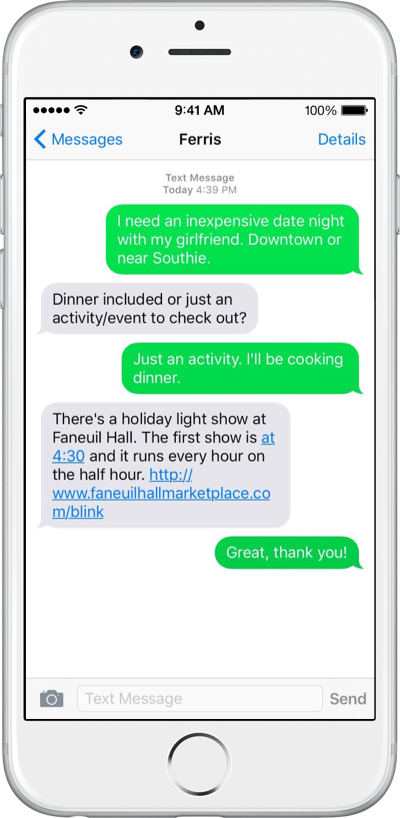 9:41 AM
100%
Messages
Ferris
Details
Text Message
Today 4:39 PM
I need an inexpensive date night
with my girlfriend. Downtown or
near Southie.
Dinner included or just an
activity/event to check out?
Just an activity. I'll be cooking
dinner.
There's a holiday light show at
Faneuil Hall. The first show is at
4:30 and it runs every hour on
the half hour. http://
www.faneuilhallmarketplace.co
m/blink
Great, thank you!
Text Message
Send